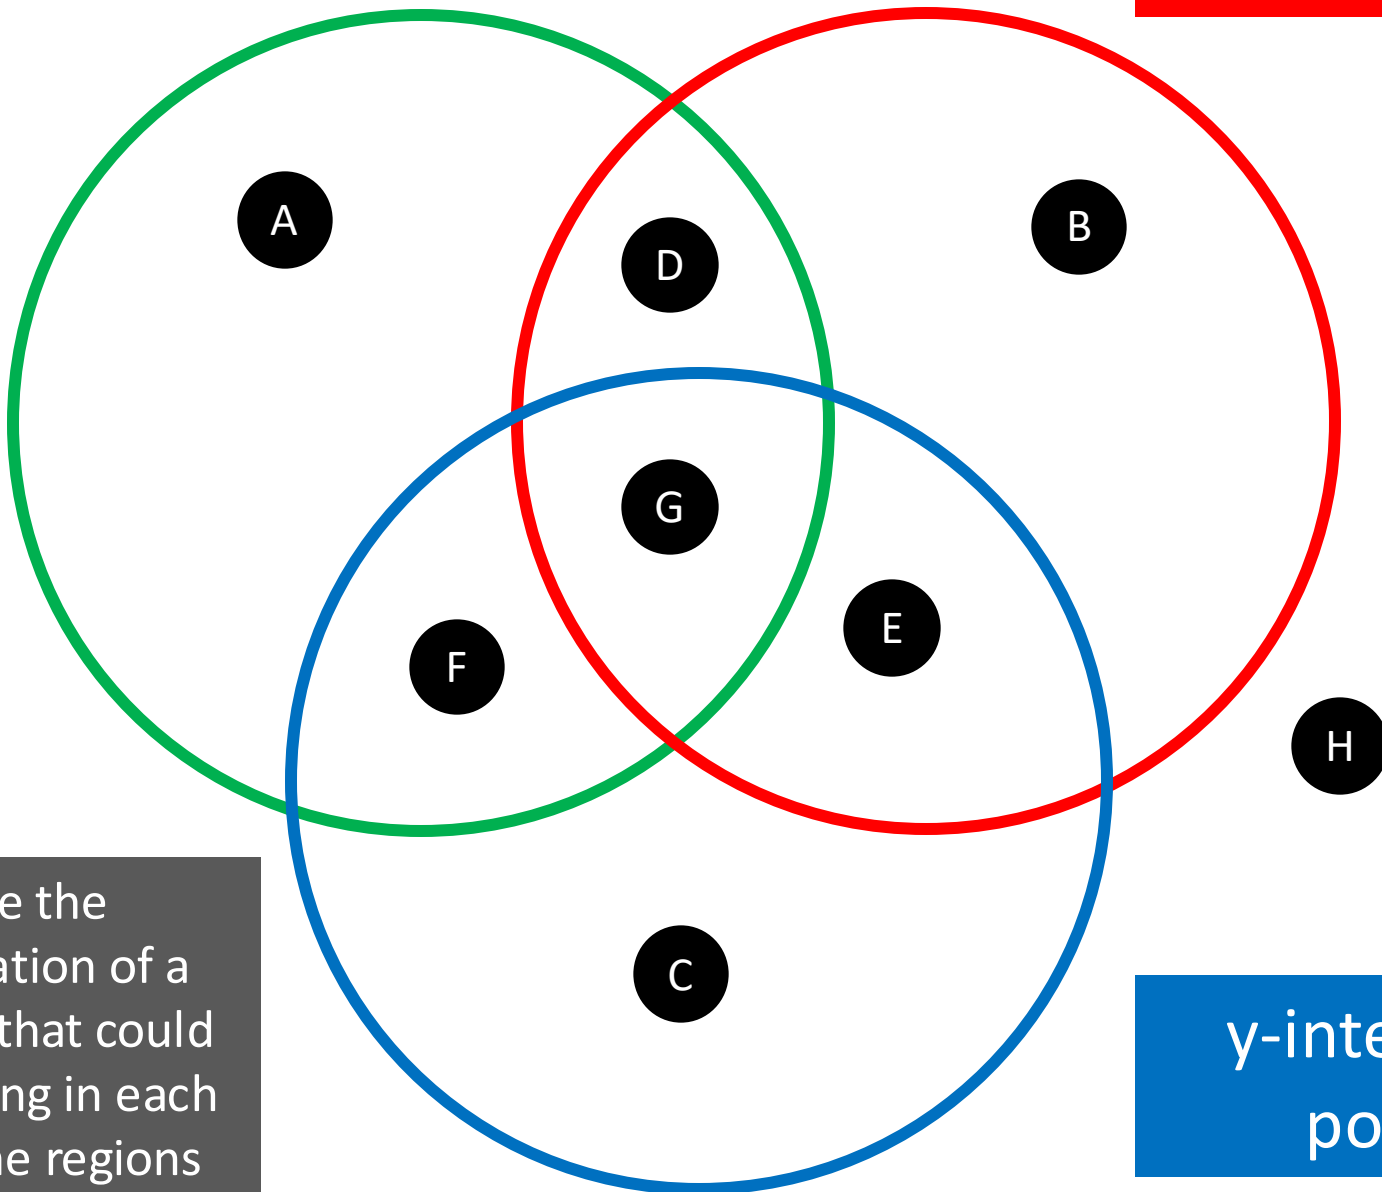 A
B
D
G
E
F
H
e the
ation of a
that could
ng in each
e regions
C
y-inte
po